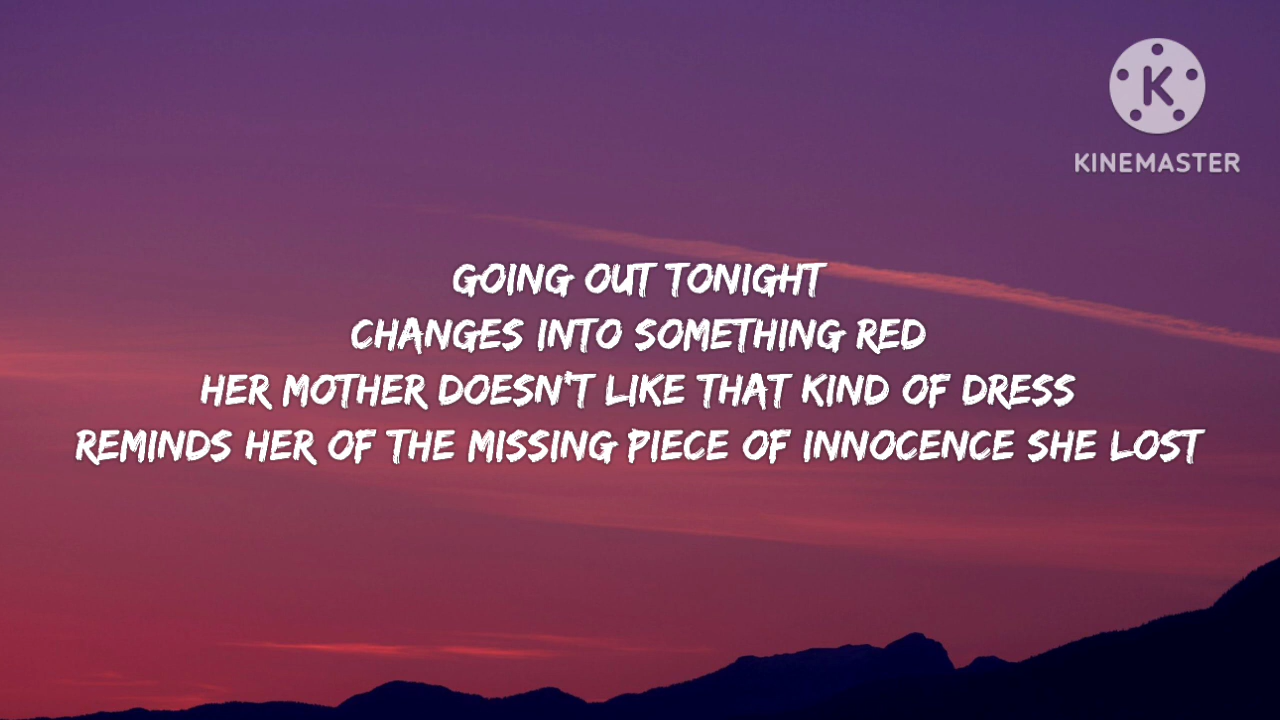 K
KINEMASTER
GOING OUT TONIGHT
CHANGES INTO SOMETHING RED
HER MOTHER DOESN'T LIKE THAT KIND OF DRESS
REMINDS HER OF THE MISSING PIECE OF INNOCENCE SHE LOST